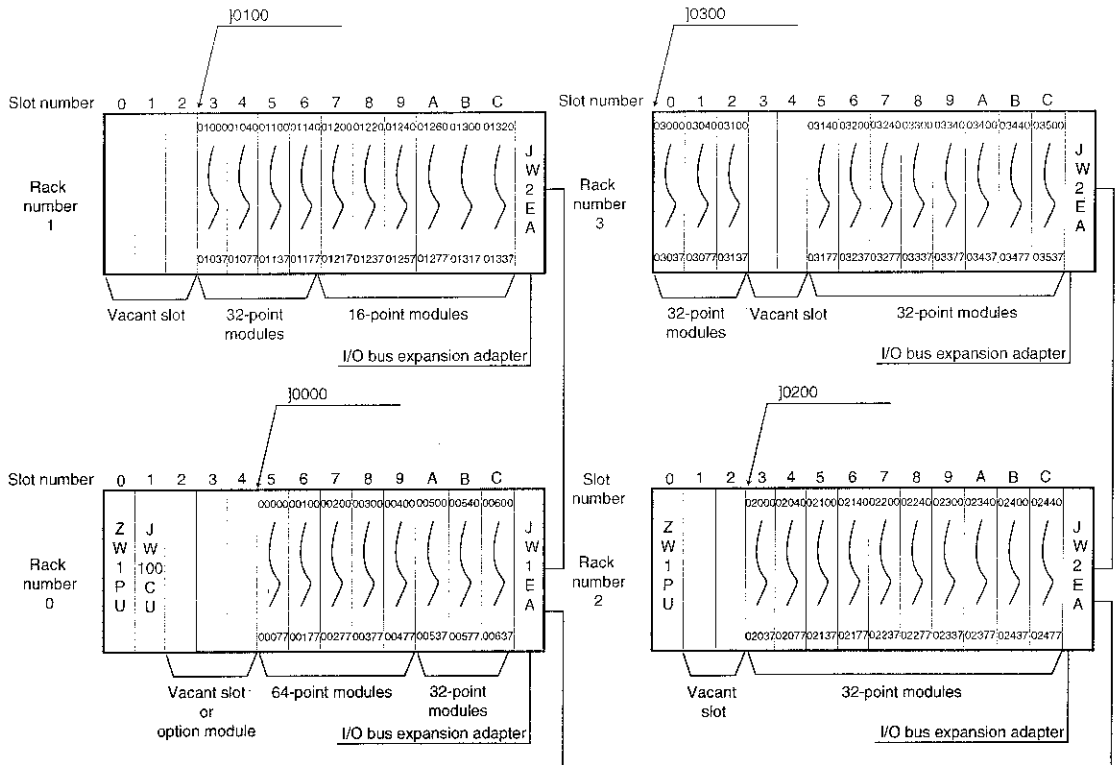 ]0100
Slot number 0 1 2 3 4 5 6 7 8 9 A B C
01000 01040 01100 01140 01200 01220 01240 01260 01300 01320
Rack number 1
JW2EA
01037 01077 01137 01177 01217 01237 01257 01277 01317 01337
Vacant slot
32-point modules
16-point modules
I/O bus expansion adapter
]0300
Slot number 0 1 2 3 4 5 6 7 8 9 A B C
03000 03040 03100 03140 03200 03240 03300 03340 03400 03440 03500
Rack number 3
JW2EA
03037 03077 03137 03177 03237 03277 03337 03377 03437 03477 03537
32-point modules
Vacant slot
32-point modules
I/O bus expansion adapter
]0000
Slot number 0 1 2 3 4 5 6 7 8 9 A B C
00000 00100 00200 00300 00400 00500 00540 00600
Rack number 0
ZW1PU
JW100CU
JW1EA
00077 00177 00277 00377 00477 00537 00577 00637
Vacant slot or option module
64-point modules
32-point modules
I/O bus expansion adapter
]0200
Slot number 0 1 2 3 4 5 6 7 8 9 A B C
02000 02040 02100 02140 02200 02240 02300 02340 02400 02440
Rack number 2
ZW1PU
JW2EA
02037 02077 02137 02177 02237 02277 02337 02377 02437 02477
Vacant slot
32-point modules
I/O bus expansion adapter